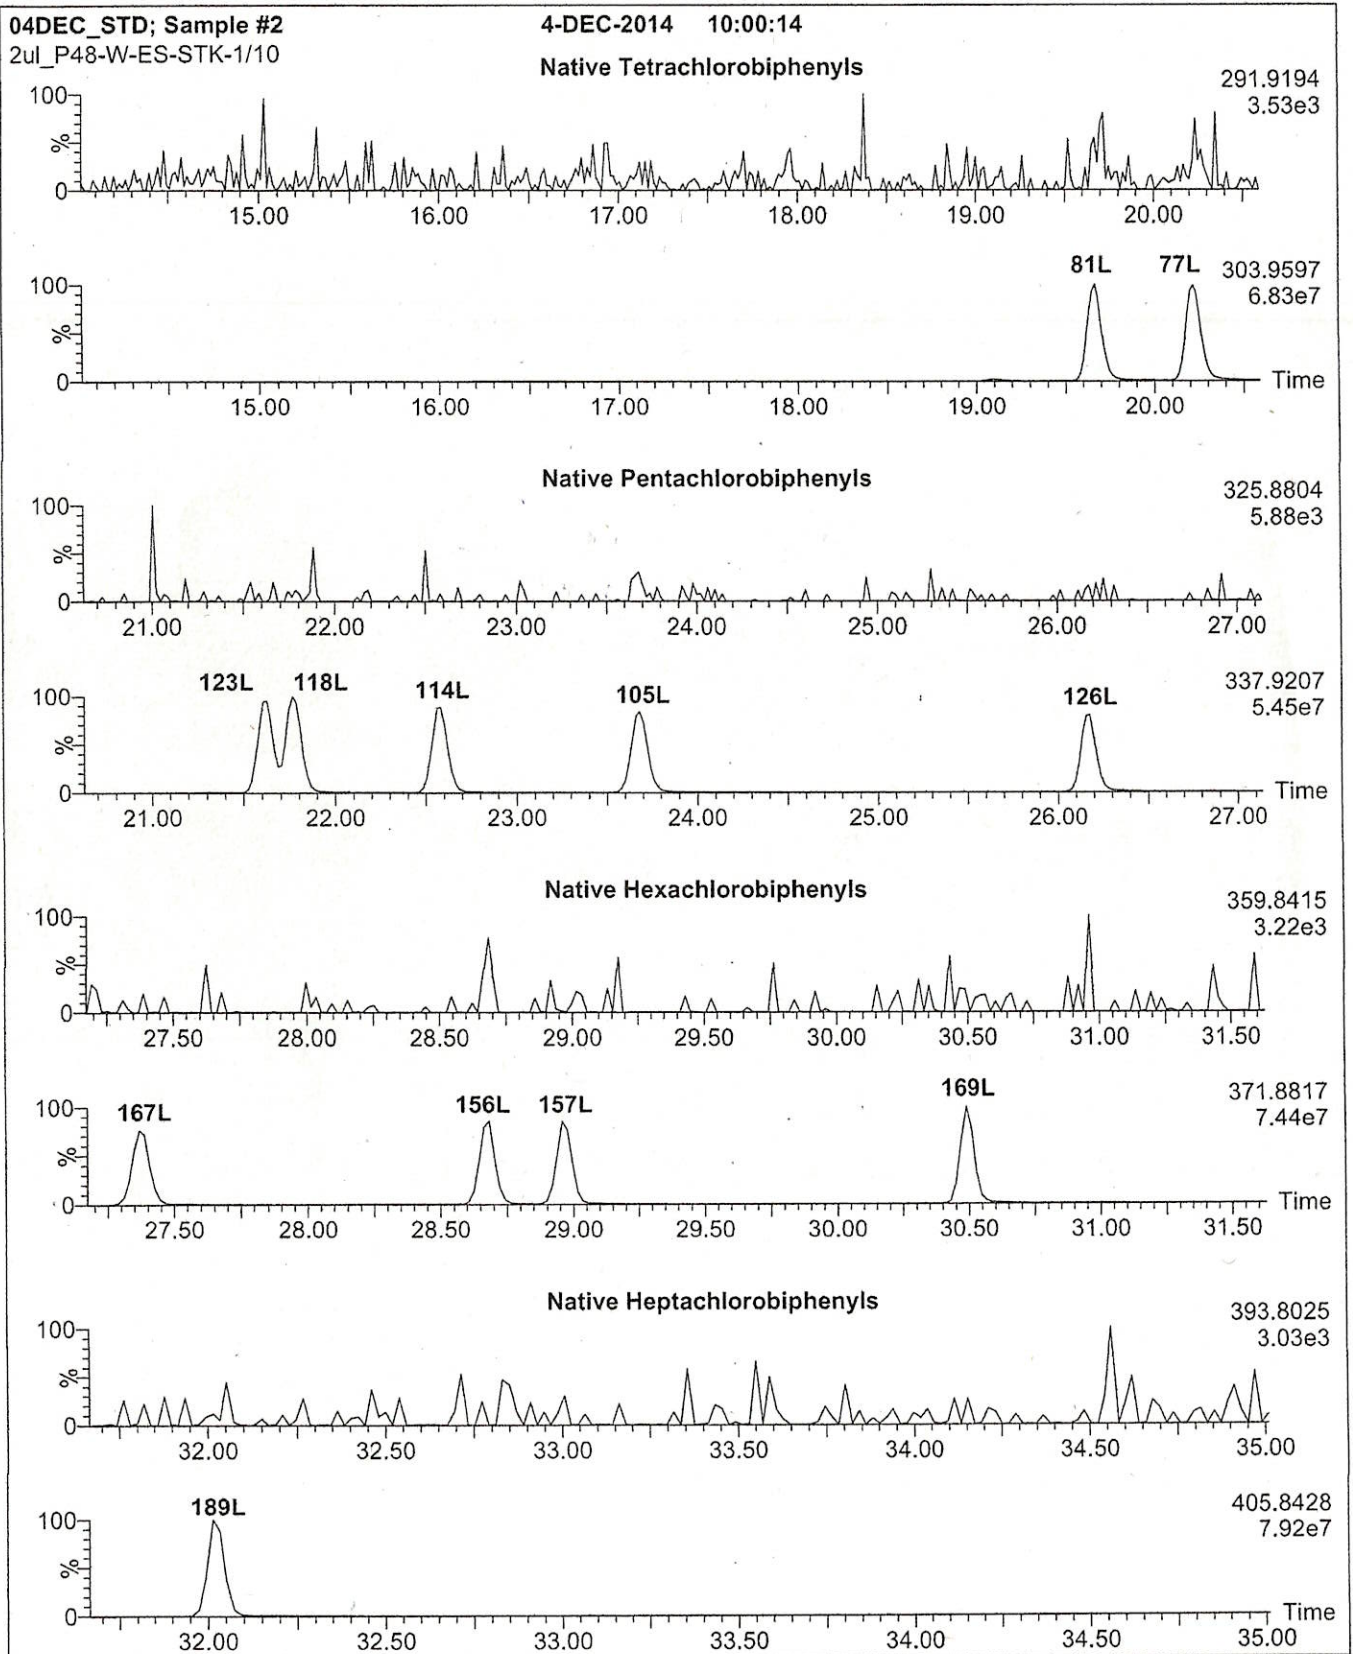 04DEC_STD; Sample #2 4-DEC-2014 10:00:14
2ul_P48-W-ES-STK-1/10
Native Tetrachlorobiphenyls
291.9194
3.53e3
100
%
0
15.00 16.00 17.00 18.00 19.00 20.00
81L 77L 303.9597
6.83e7
100
%
0
Time
15.00 16.00 17.00 18.00 19.00 20.00
Native Pentachlorobiphenyls
325.8804
5.88e3
100
%
0
21.00 22.00 23.00 24.00 25.00 26.00 27.00
123L 118L 114L 105L 126L 337.9207
5.45e7
100
%
0
Time
21.00 22.00 23.00 24.00 25.00 26.00 27.00
Native Hexachlorobiphenyls
359.8415
3.22e3
100
%
0
27.50 28.00 28.50 29.00 29.50 30.00 30.50 31.00 31.50
167L 156L 157L 169L 371.8817
7.44e7
100
%
0
Time
27.50 28.00 28.50 29.00 29.50 30.00 30.50 31.00 31.50
Native Heptachlorobiphenyls
393.8025
3.03e3
100
%
0
32.00 32.50 33.00 33.50 34.00 34.50 35.00
189L 405.8428
7.92e7
100
%
0
Time
32.00 32.50 33.00 33.50 34.00 34.50 35.00